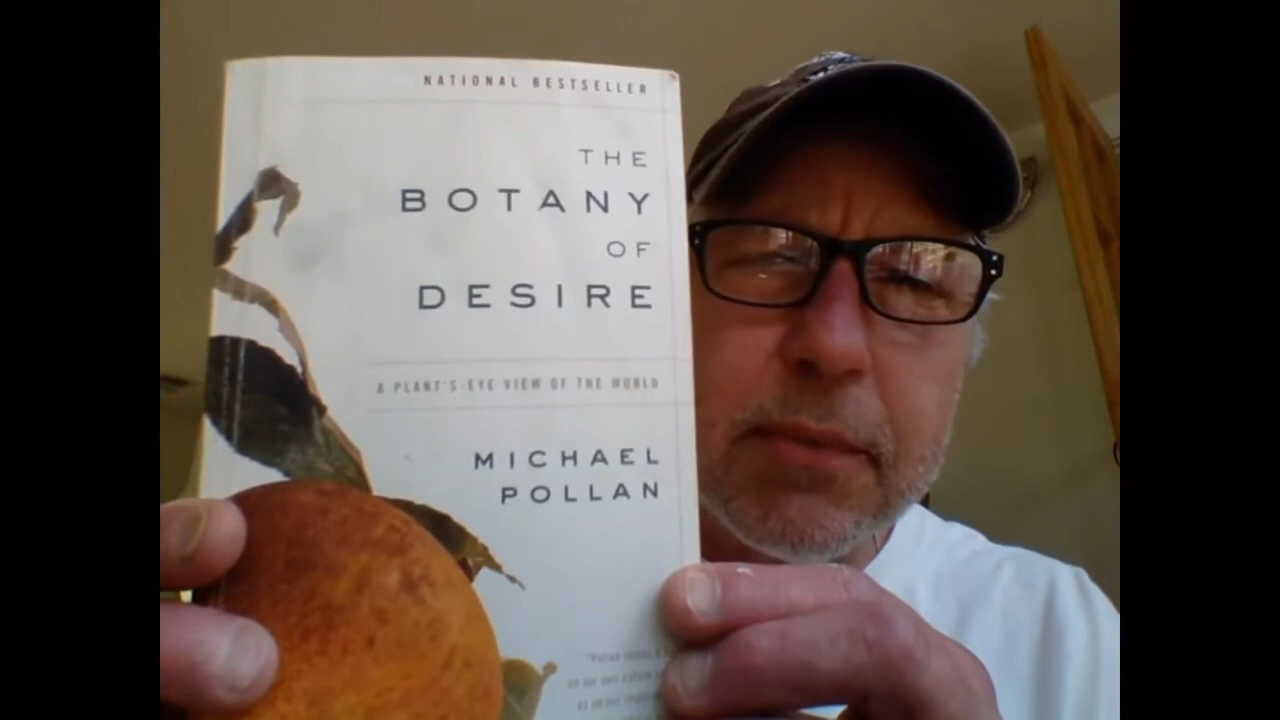 NATIONAL BESTSELLER
THE
BOTANY
OF
DESIRE
A PLANT'S-EYE VIEW OF THE WORLD
MICHAEL
POLLAN